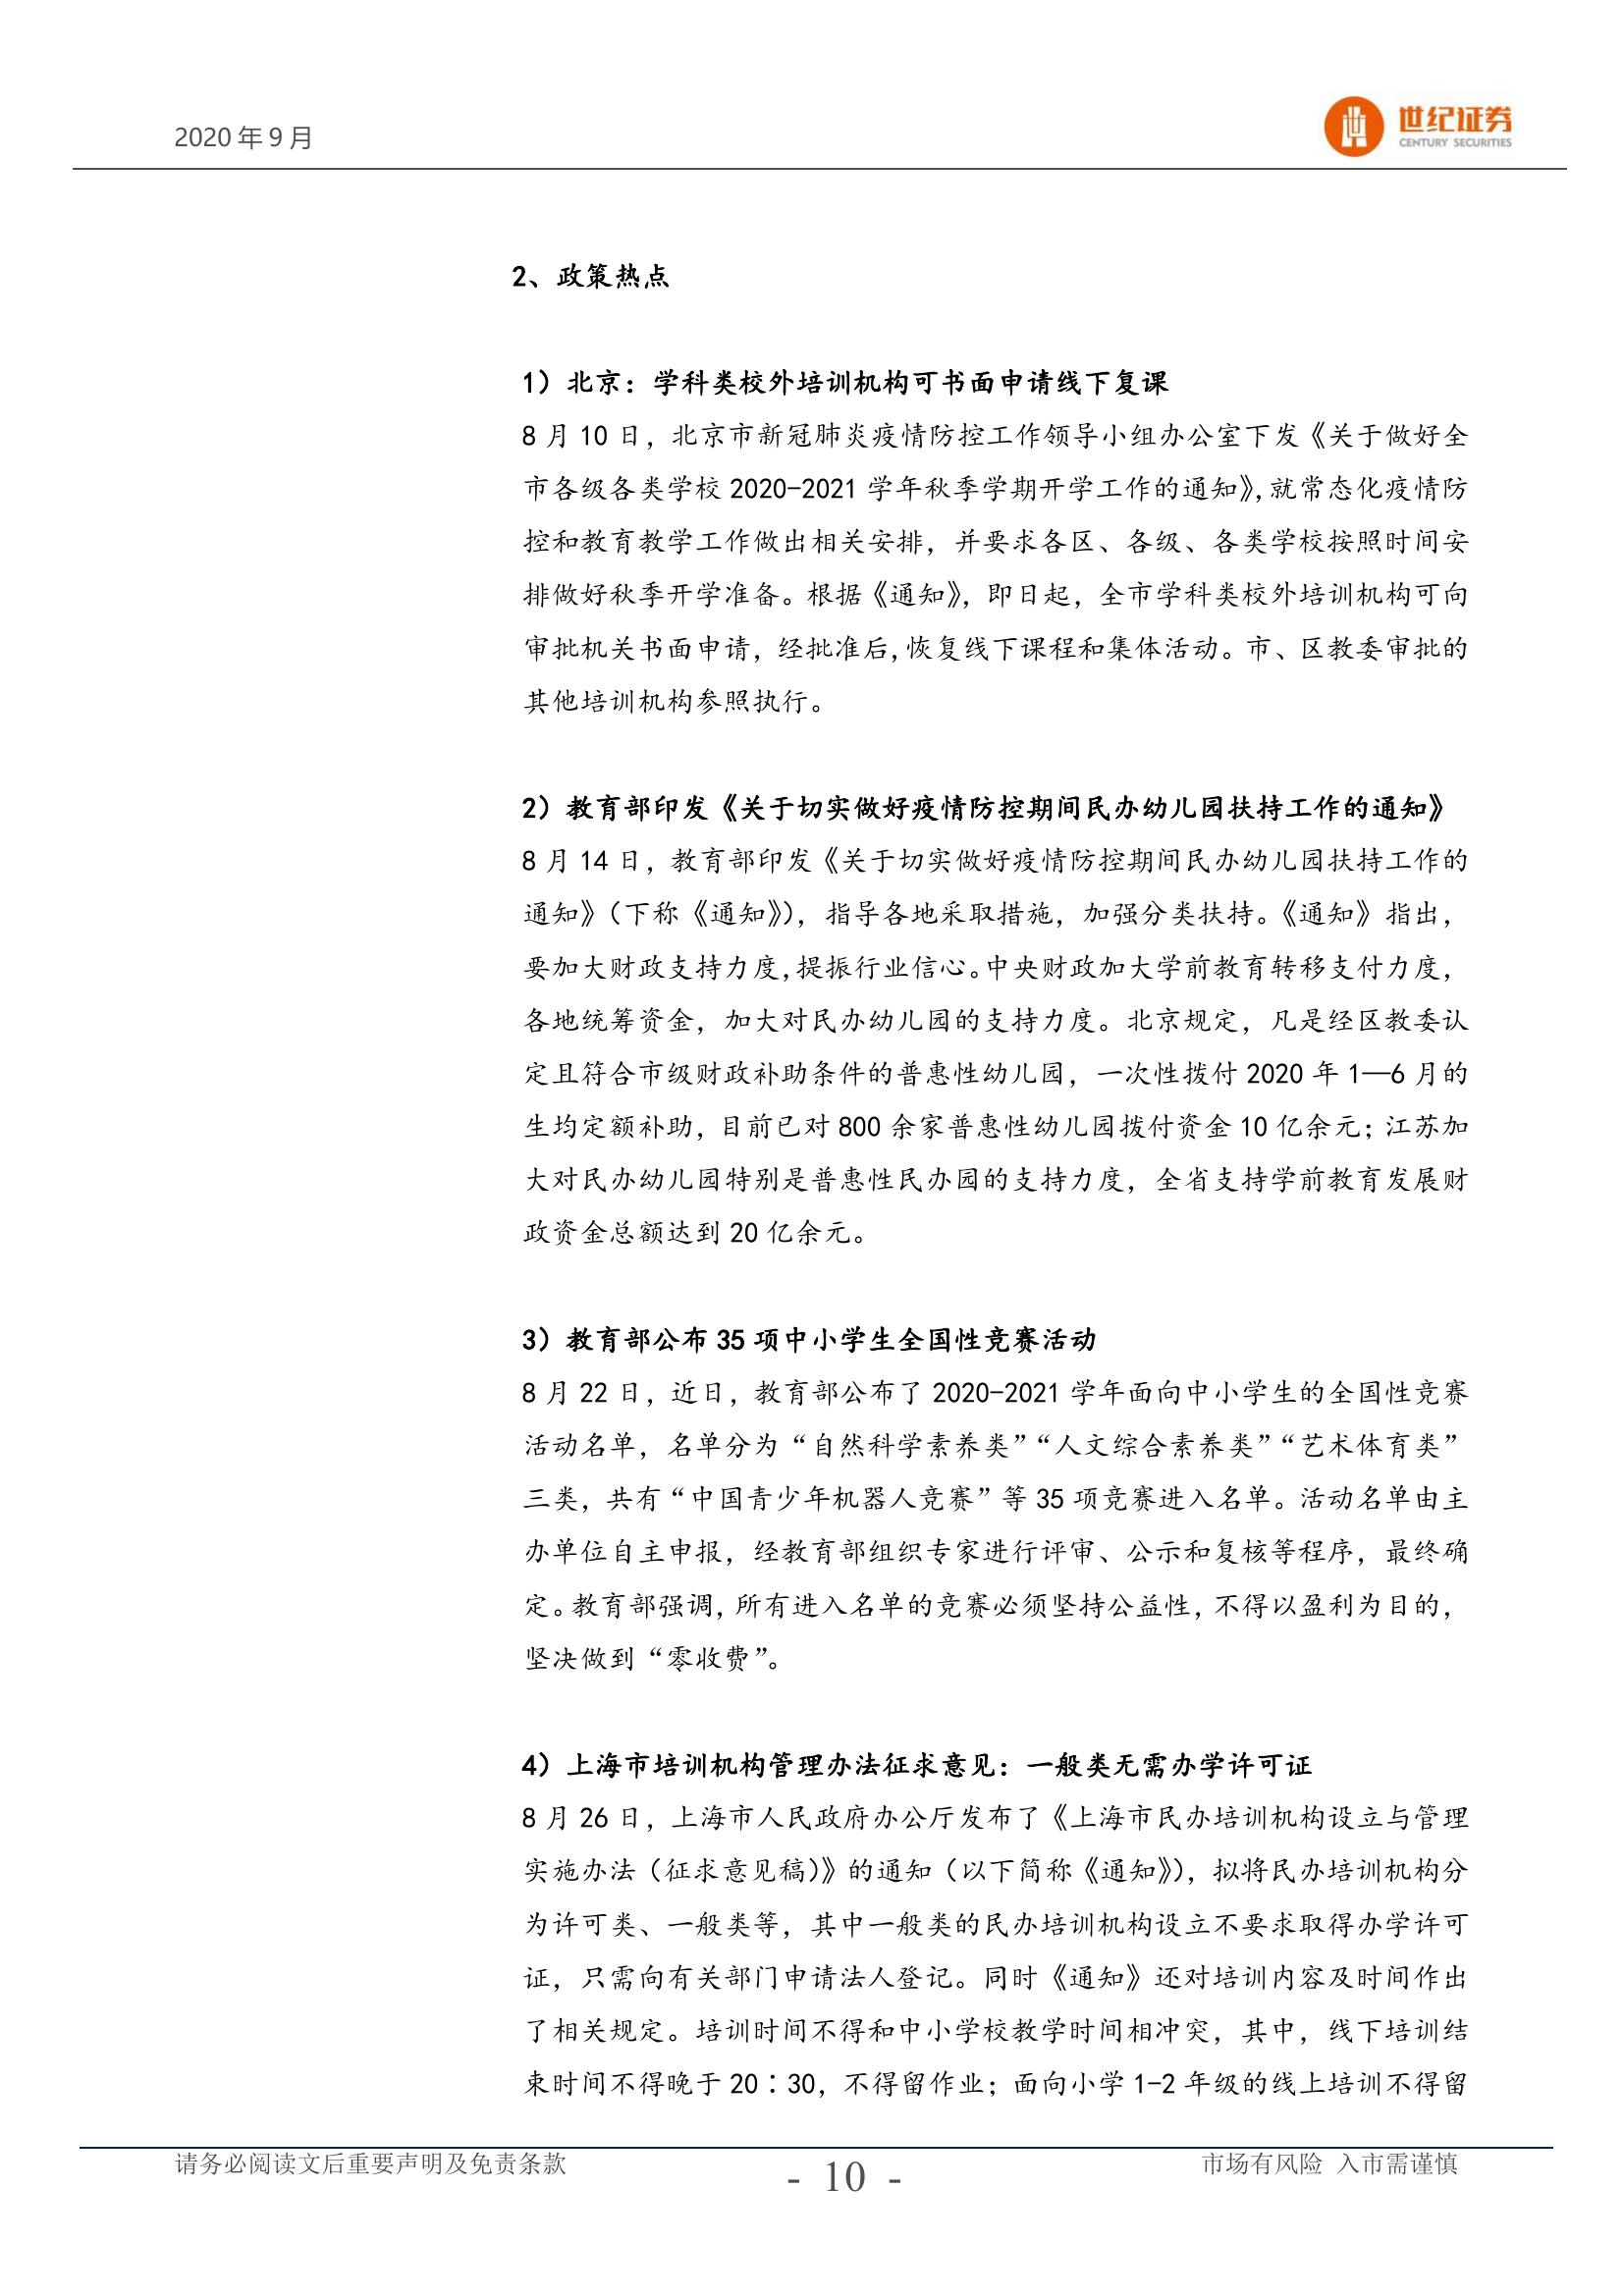 2020年9月
世纪证券
CENTURY SECURITIES
2、政策热点
1）北京：学科类校外培训机构可书面申请线下复课
8 月 10 日，北京市新冠肺炎疫情防控工作领导小组办公室下发《关于做好全
市各级各类学校 2020-2021 学年秋季学期开学工作的通知》，就常态化疫情防
控和教育教学工作做出相关安排，并要求各区、各级、各类学校按照时间安
排做好秋季开学准备。根据《通知》，即日起，全市学科类校外培训机构可向
审批机关书面申请，经批准后，恢复线下课程和集体活动。市、区教委审批的
其他培训机构参照执行。
2）教育部印发《关于切实做好疫情防控期间民办幼儿园扶持工作的通知》
8 月 14 日，教育部印发《关于切实做好疫情防控期间民办幼儿园扶持工作的
通知》（下称《通知》），指导各地采取措施，加强分类扶持。《通知》指出，
要加大财政支持力度，提振行业信心。中央财政加大学前教育转移支付力度，
各地统筹资金，加大对民办幼儿园的支持力度。北京规定，凡是经区教委认
定且符合市级财政补助条件的普惠性幼儿园，一次性拨付 2020 年 1—6 月的
生均定额补助，目前已对 800 余家普惠性幼儿园拨付资金 10 亿余元；江苏加
大对民办幼儿园特别是普惠性民办园的支持力度，全省支持学前教育发展财
政资金总额达到 20 亿余元。
3）教育部公布 35 项中小学生全国性竞赛活动
8 月 22 日，近日，教育部公布了 2020-2021 学年面向中小学生的全国性竞赛
活动名单，名单分为“自然科学素养类”“人文综合素养类”“艺术体育类”
三类，共有“中国青少年机器人竞赛”等 35 项竞赛进入名单。活动名单由主
办单位自主申报，经教育部组织专家进行评审、公示和复核等程序，最终确
定。教育部强调，所有进入名单的竞赛必须坚持公益性，不得以盈利为目的，
坚决做到“零收费”。
4）上海市培训机构管理办法征求意见：一般类无需办学许可证
8 月 26 日，上海市人民政府办公厅发布了《上海市民办培训机构设立与管理
实施办法（征求意见稿）》的通知（以下简称《通知》），拟将民办培训机构分
为许可类、一般类等，其中一般类的民办培训机构设立不要求取得办学许可
证，只需向有关部门申请法人登记。同时《通知》还对培训内容及时间作出
了相关规定。培训时间不得和中小学校教学时间相冲突，其中，线下培训结
束时间不得晚于 20：30，不得留作业；面向小学 1-2 年级的线上培训不得留
请务必阅读文后重要声明及免责条款
- 10 -
市场有风险 入市需谨慎